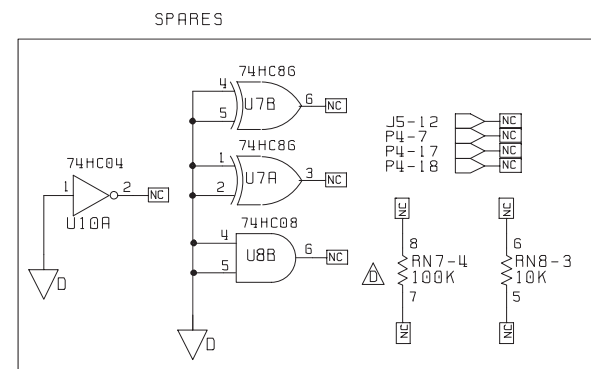 SPARES
74HC86
4
5
U7B
6
NC
74HC86
1
2
U7A
3
NC
74HC04
1
2
NC
U10A
D
74HC08
4
5
U8B
6
NC
D
J5-12 NC
P4-7 NC
P4-17 NC
P4-18 NC
NC
8
RN7-4
100K
D
7
NC
NC
6
RN8-3
10K
5
NC